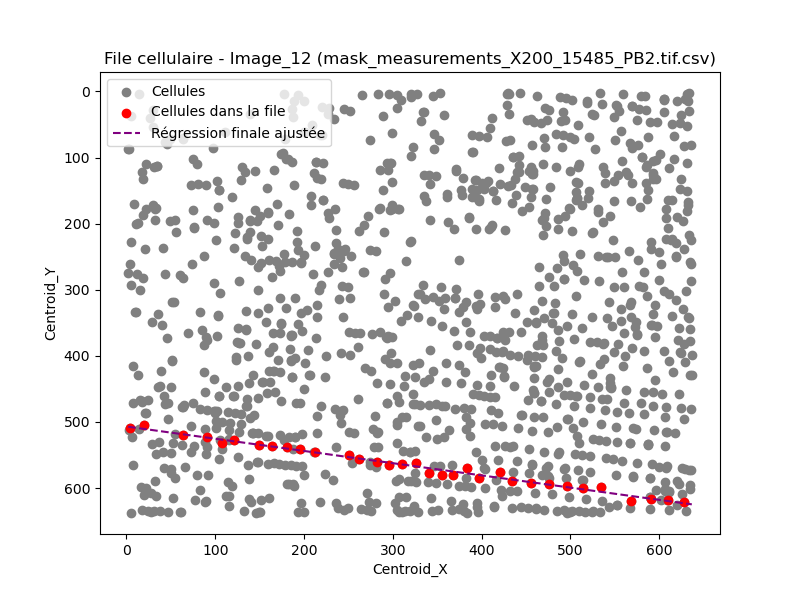 File cellulaire - Image_12 (mask_measurements_X200_15485_PB2.tif.csv)
Cellules
Cellules dans la file
Régression finale ajustée
Centroid_Y
0
100
200
300
400
500
600
0 100 200 300 400 500 600
Centroid_X